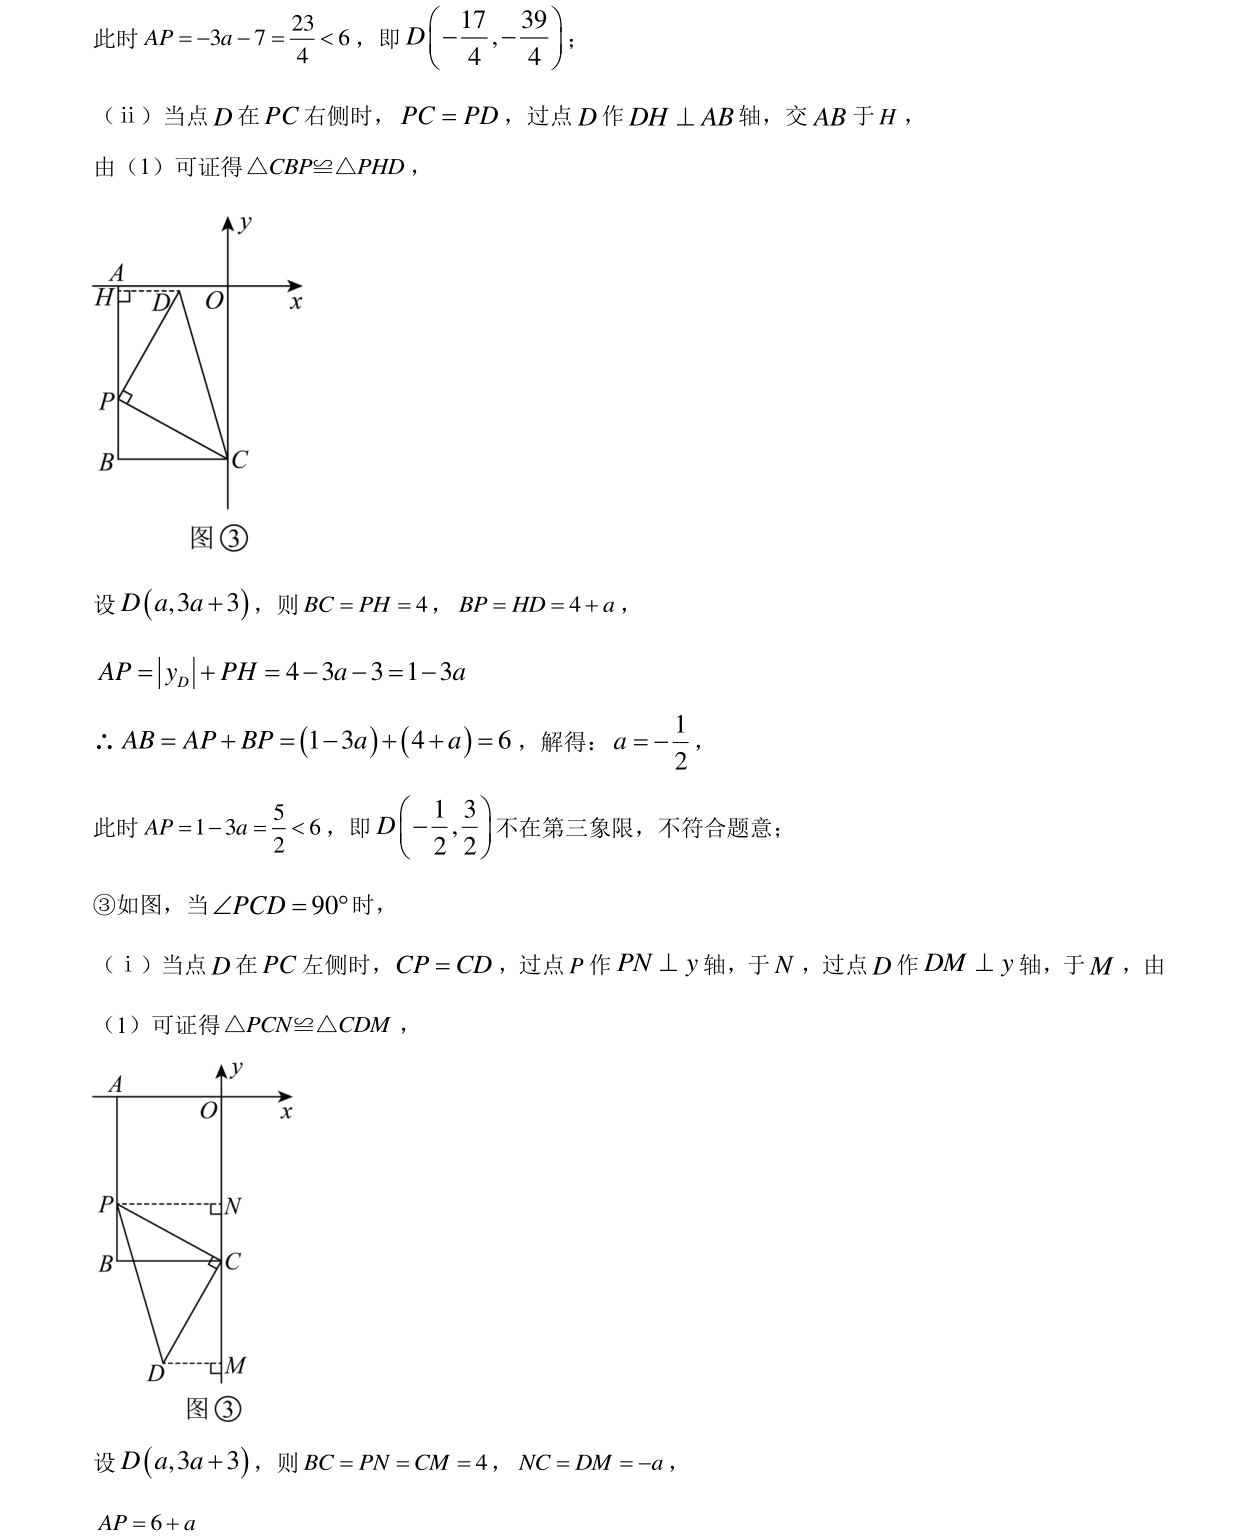 此时 AP = −3a − 7 = 23/4 < 6，即 D(−17/4, −39/4)；
（ⅱ）当点 D 在 PC 右侧时，PC = PD，过点 D 作 DH ⊥ AB 轴，交 AB 于 H，
由（1）可证得 △CBP≌△PHD，
y
A
H D O x
P
B C
图③
设 D(a,3a+3)，则 BC = PH = 4，BP = HD = 4 + a，
AP = |y_D| + PH = 4 − 3a − 3 = 1 − 3a
∴ AB = AP + BP = (1−3a)+(4+a) = 6，解得：a = −1/2，
此时 AP = 1 − 3a = 5/2 < 6，即 D(−1/2, 3/2) 不在第三象限，不符合题意；
③如图，当 ∠PCD = 90° 时，
（ⅰ）当点 D 在 PC 左侧时，CP = CD，过点 P 作 PN ⊥ y 轴，于 N，过点 D 作 DM ⊥ y 轴，于 M，由
（1）可证得 △PCN≌△CDM，
y
A
O x
P N
B C
D M
图③
设 D(a,3a+3)，则 BC = PN = CM = 4，NC = DM = −a，
AP = 6 + a